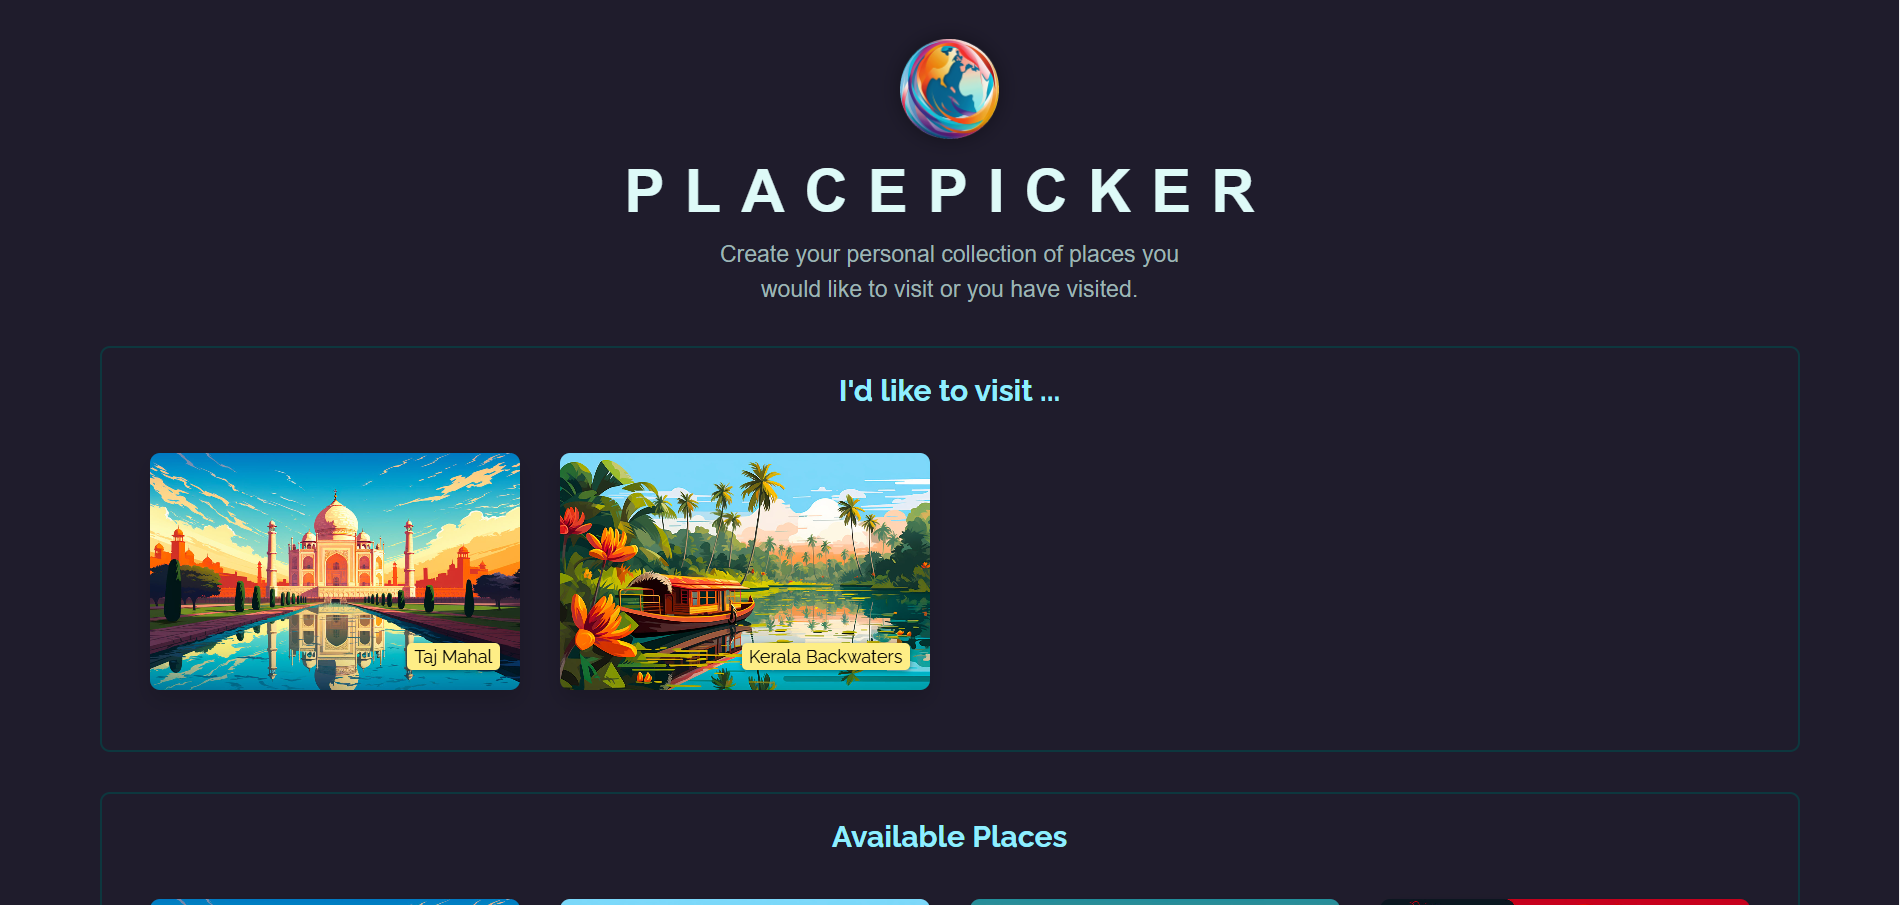 PLACEPICKER
Create your personal collection of places you
would like to visit or you have visited.
I'd like to visit ...
Taj Mahal
Kerala Backwaters
Available Places